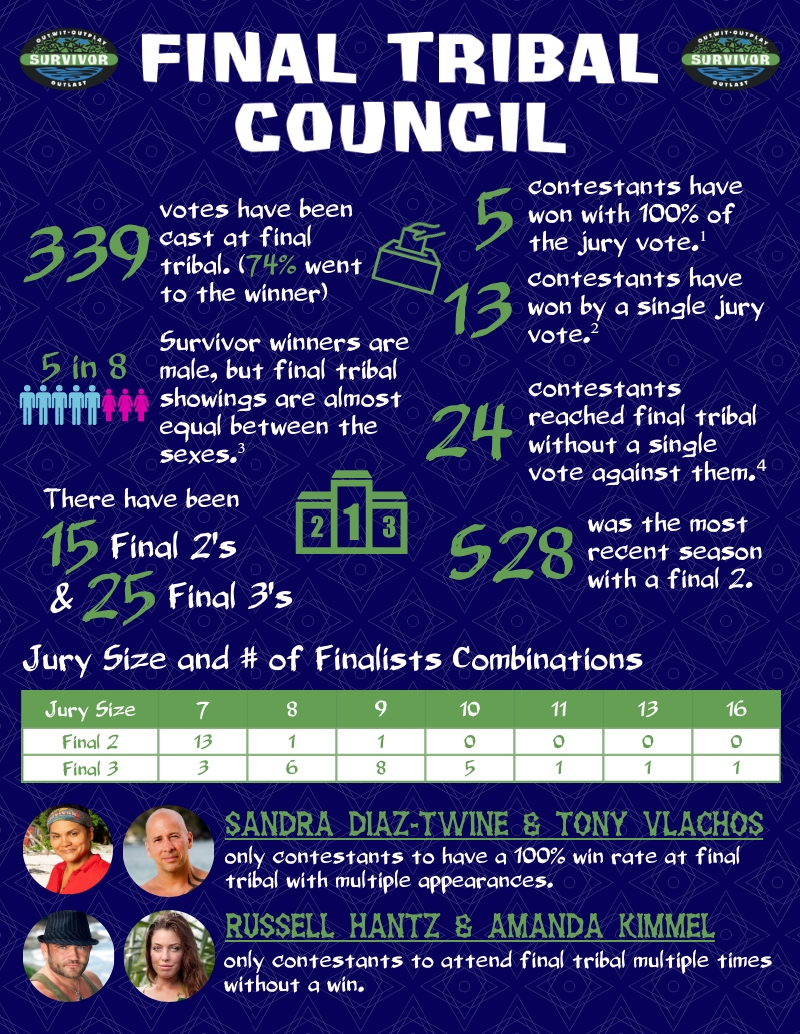 OUTWIT·OUTPLAY
SURVIVOR
OUTLAST
FINAL TRIBAL
COUNCIL
OUTWIT·OUTPLAY
SURVIVOR
OUTLAST
339
votes have been
cast at final
tribal. (74% went
to the winner)
5
contestants have
won with 100% of
the jury vote.¹
13
contestants have
won by a single jury
vote.²
5 in 8
Survivor winners are
male, but final tribal
showings are almost
equal between the
sexes.³
24
contestants
reached final tribal
without a single
vote against them.⁴
There have been
15 Final 2's
& 25 Final 3's
2 1 3
S28
was the most
recent season
with a final 2.
Jury Size and # of Finalists Combinations
Jury Size 7 8 9 10 11 13 16
Final 2 13 1 1 0 0 0 0
Final 3 3 6 8 5 1 1 1
SANDRA DIAZ-TWINE & TONY VLACHOS
only contestants to have a 100% win rate at final
tribal with multiple appearances.
RUSSELL HANTZ & AMANDA KIMMEL
only contestants to attend final tribal multiple times
without a win.